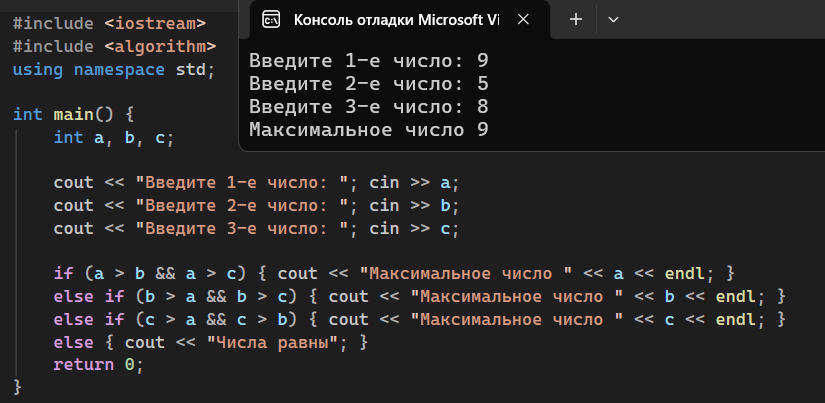 #include <iostream>
#include <algorithm>
using namespace std;
int main() {
int a, b, c;
cout << "Введите 1-е число: "; cin >> a;
cout << "Введите 2-е число: "; cin >> b;
cout << "Введите 3-е число: "; cin >> c;
if (a > b && a > c) { cout << "Максимальное число " << a << endl; }
else if (b > a && b > c) { cout << "Максимальное число " << b << endl; }
else if (c > a && c > b) { cout << "Максимальное число " << c << endl; }
else { cout << "Числа равны"; }
return 0;
}
Консоль отладки Microsoft Vi
Введите 1-е число: 9
Введите 2-е число: 5
Введите 3-е число: 8
Максимальное число 9